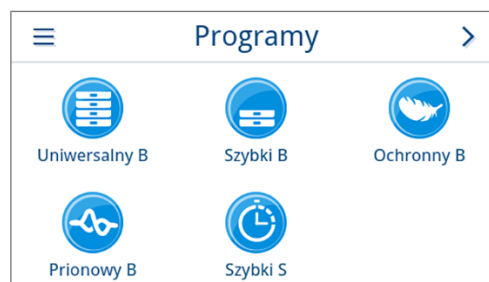 Programy
Uniwersalny B
Szybki B
Ochronny B
Prionowy B
Szybki S